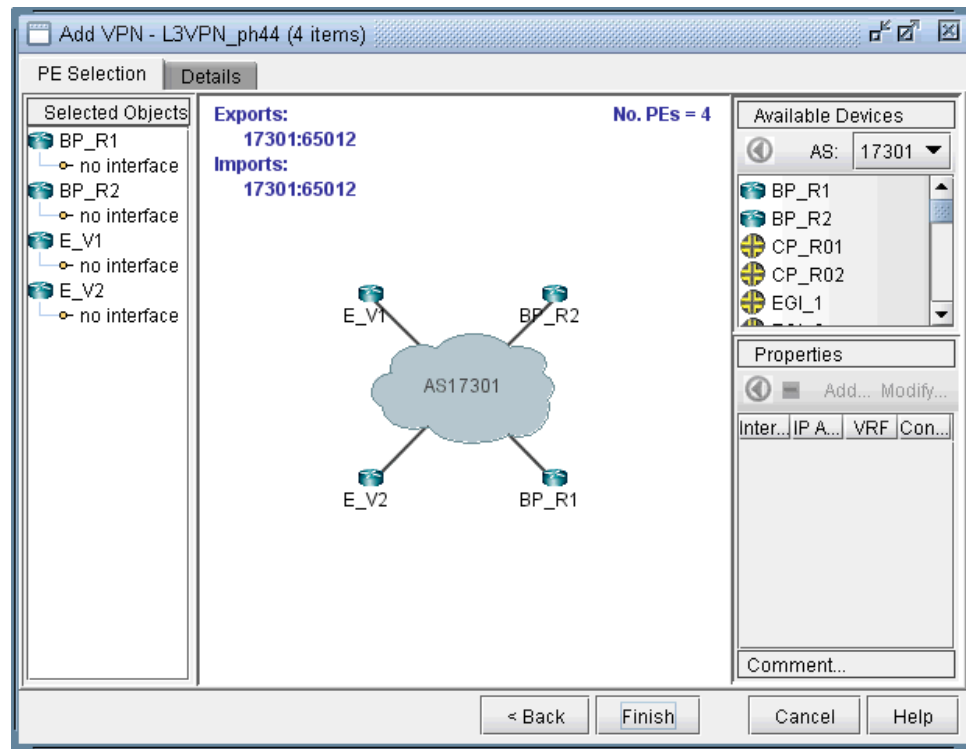 Add VPN - L3VPN_ph44 (4 items)
PE Selection
Details
Selected Objects
BP_R1
no interface
BP_R2
no interface
E_V1
no interface
E_V2
no interface
Exports:
17301:65012
Imports:
17301:65012
No. PEs = 4
E_V1
BP_R2
AS17301
E_V2
BP_R1
Available Devices
AS: 17301
BP_R1
BP_R2
CP_R01
CP_R02
EGI_1
Properties
Add... Modify...
Inter... IP A... VRF Con...
Comment...
< Back
Finish
Cancel
Help